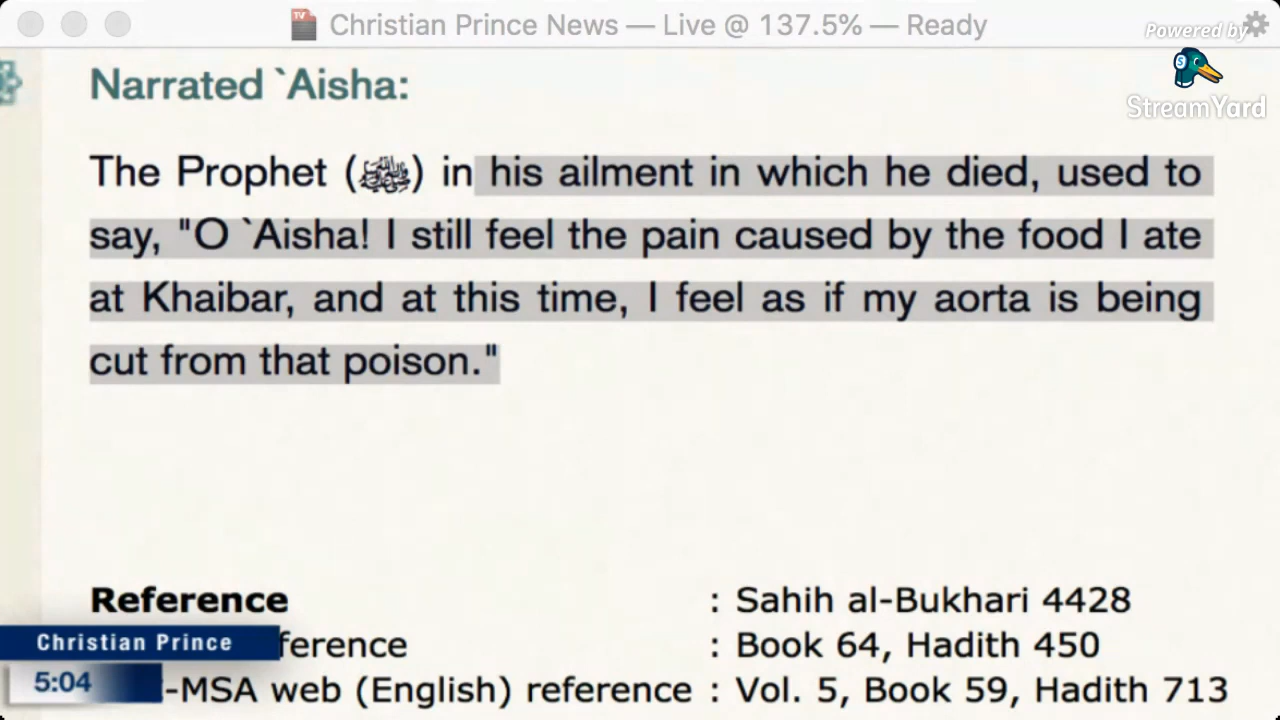 TV
Christian Prince News — Live @ 137.5% — Ready
Powered by
StreamYard
Narrated `Aisha:
The Prophet (ﷺ) in his ailment in which he died, used to
say, "O `Aisha! I still feel the pain caused by the food I ate
at Khaibar, and at this time, I feel as if my aorta is being
cut from that poison."
Reference : Sahih al-Bukhari 4428
ference : Book 64, Hadith 450
-MSA web (English) reference : Vol. 5, Book 59, Hadith 713
Christian Prince
5:04